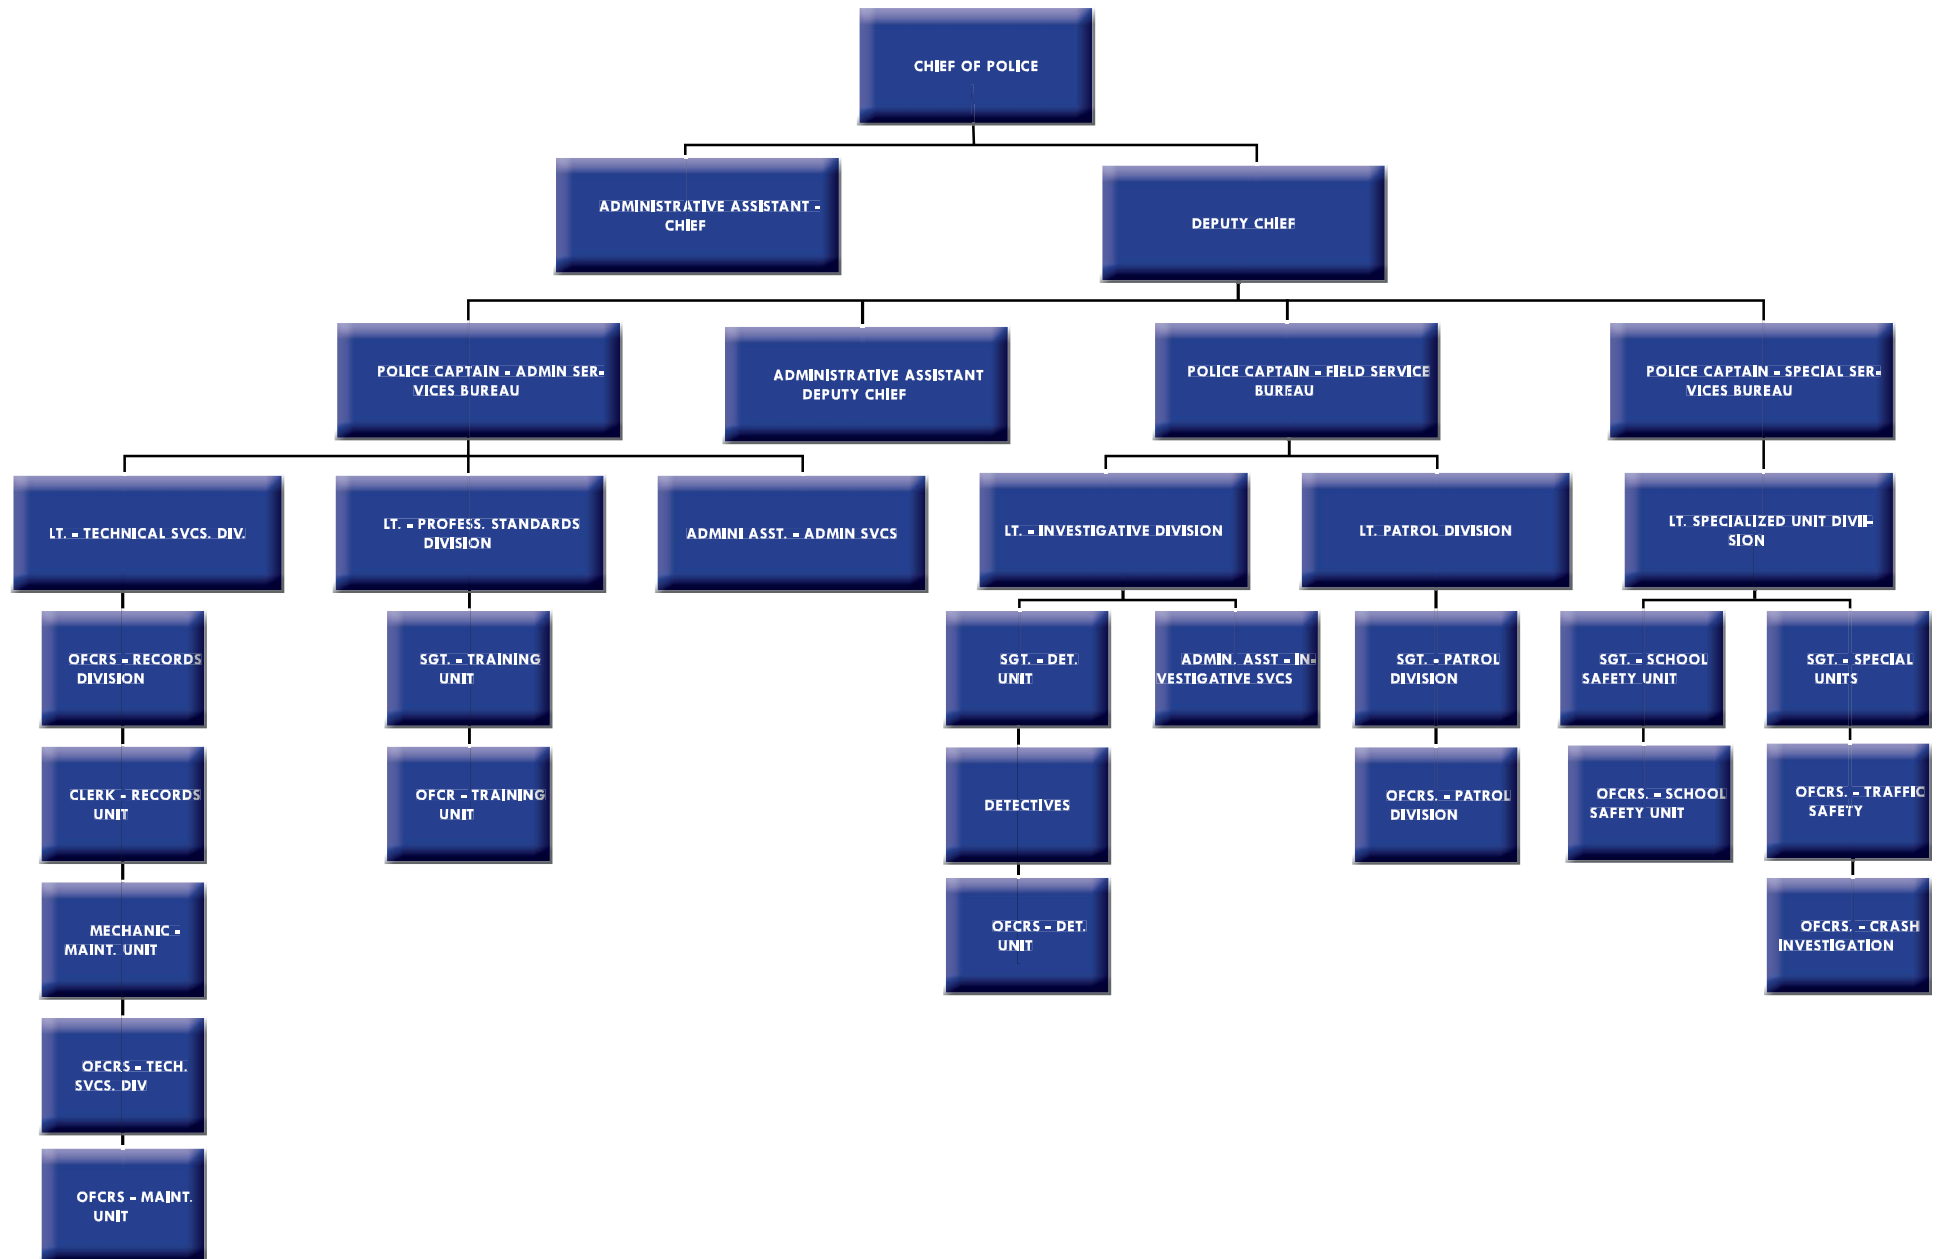 CHIEF OF POLICE
ADMINISTRATIVE ASSISTANT -
CHIEF
DEPUTY CHIEF
POLICE CAPTAIN - ADMIN SER-
VICES BUREAU
ADMINISTRATIVE ASSISTANT
DEPUTY CHIEF
POLICE CAPTAIN - FIELD SERVICE
BUREAU
POLICE CAPTAIN - SPECIAL SER-
VICES BUREAU
LT. - TECHNICAL SVCS. DIV.
LT. - PROFESS. STANDARDS
DIVISION
ADMINI ASST. - ADMIN SVCS
LT. - INVESTIGATIVE DIVISION
LT. PATROL DIVISION
LT. SPECIALIZED UNIT DIVII-
SION
OFCRS - RECORDS
DIVISION
SGT. - TRAINING
UNIT
SGT. - DET.
UNIT
ADMIN. ASST - IN-
VESTIGATIVE SVCS
SGT. - PATROL
DIVISION
SGT. - SCHOOL
SAFETY UNIT
SGT. - SPECIAL
UNITS
CLERK - RECORDS
UNIT
OFCR - TRAINING
UNIT
DETECTIVES
OFCRS. - PATROL
DIVISION
OFCRS. - SCHOOL
SAFETY UNIT
OFCRS. - TRAFFIC
SAFETY
MECHANIC -
MAINT. UNIT
OFCRS - DET.
UNIT
OFCRS. - CRASH
INVESTIGATION
OFCRS - TECH.
SVCS. DIV
OFCRS - MAINT.
UNIT